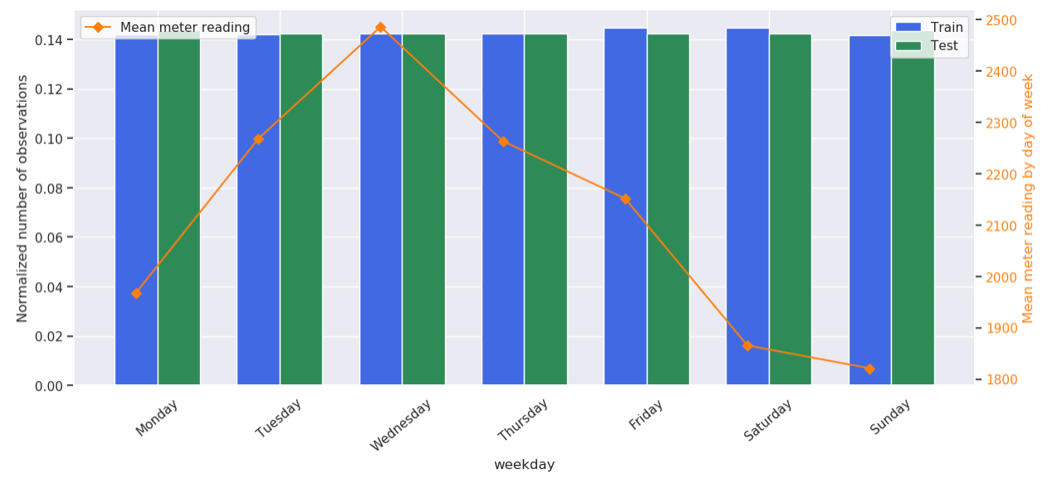 Mean meter reading
Train
Test
Normalized number of observations
0.14
0.12
0.10
0.08
0.06
0.04
0.02
0.00
2500
2400
2300
2200
2100
2000
1900
1800
Mean meter reading by day of week
Monday
Tuesday
Wednesday
Thursday
Friday
Saturday
Sunday
weekday